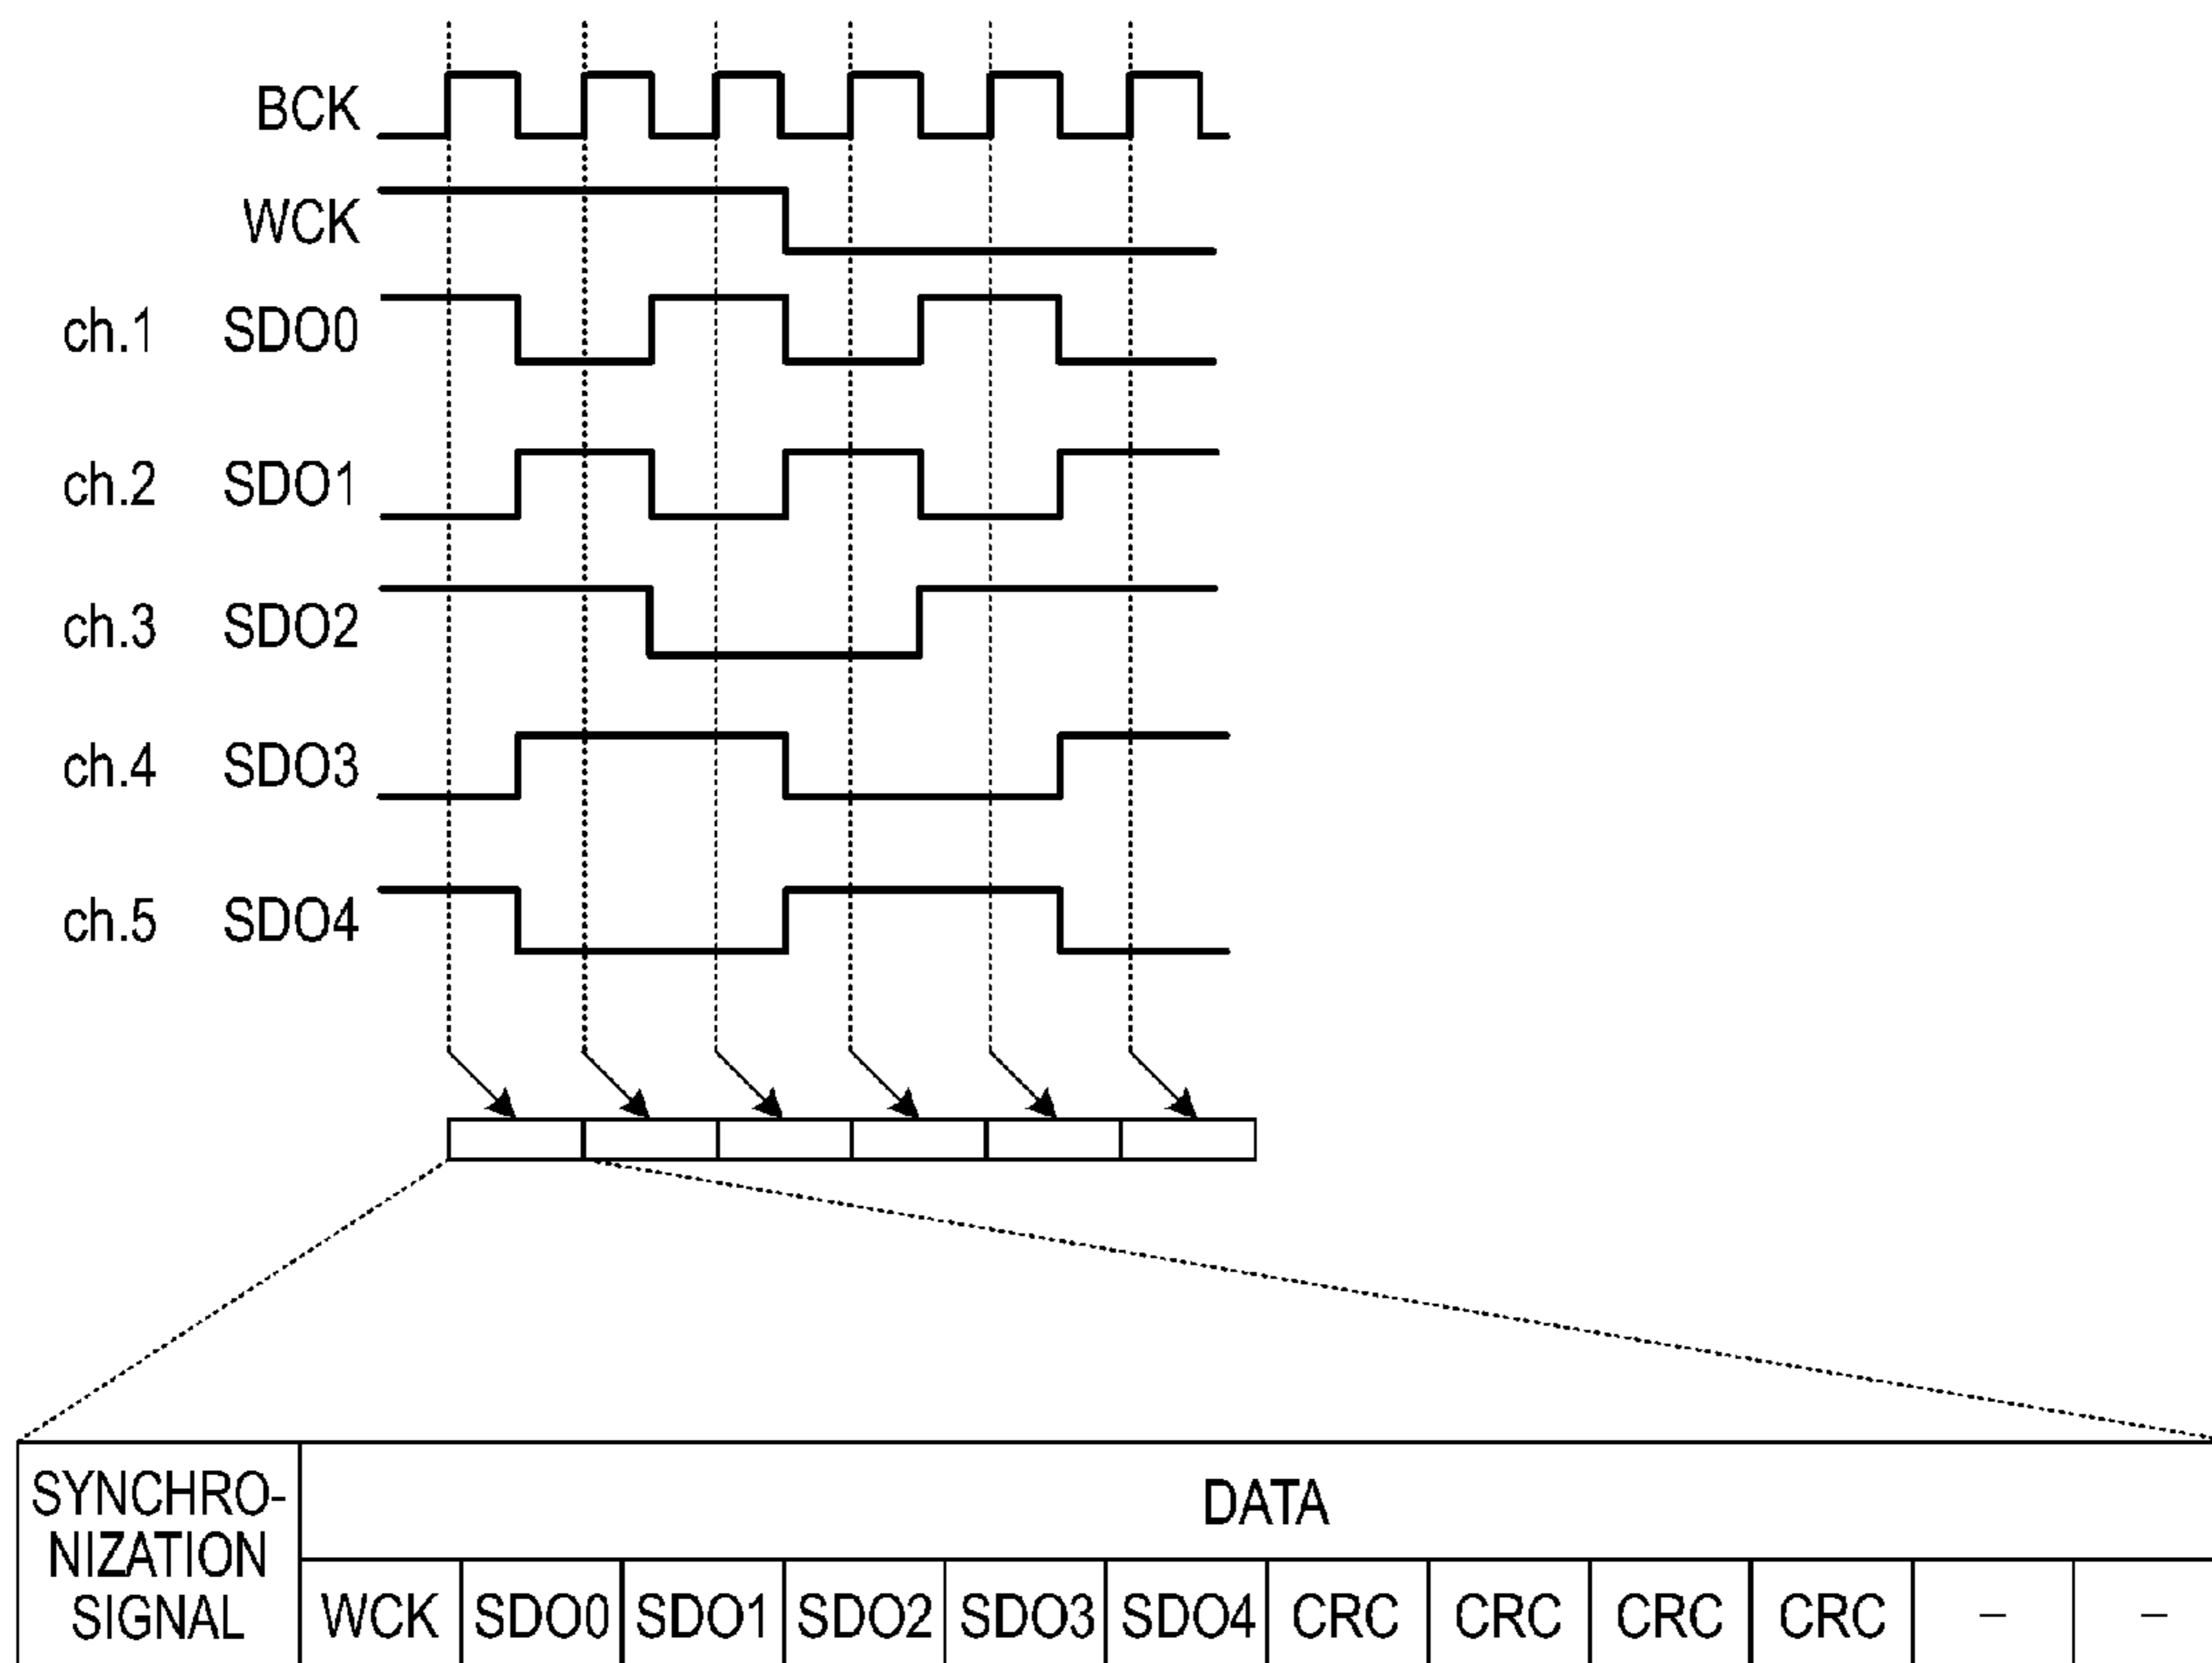 BCK
WCK
ch.1 SDO0
ch.2 SDO1
ch.3 SDO2
ch.4 SDO3
ch.5 SDO4
SYNCHRO-
NIZATION
SIGNAL
DATA
WCK SDO0 SDO1 SDO2 SDO3 SDO4 CRC CRC CRC CRC – –